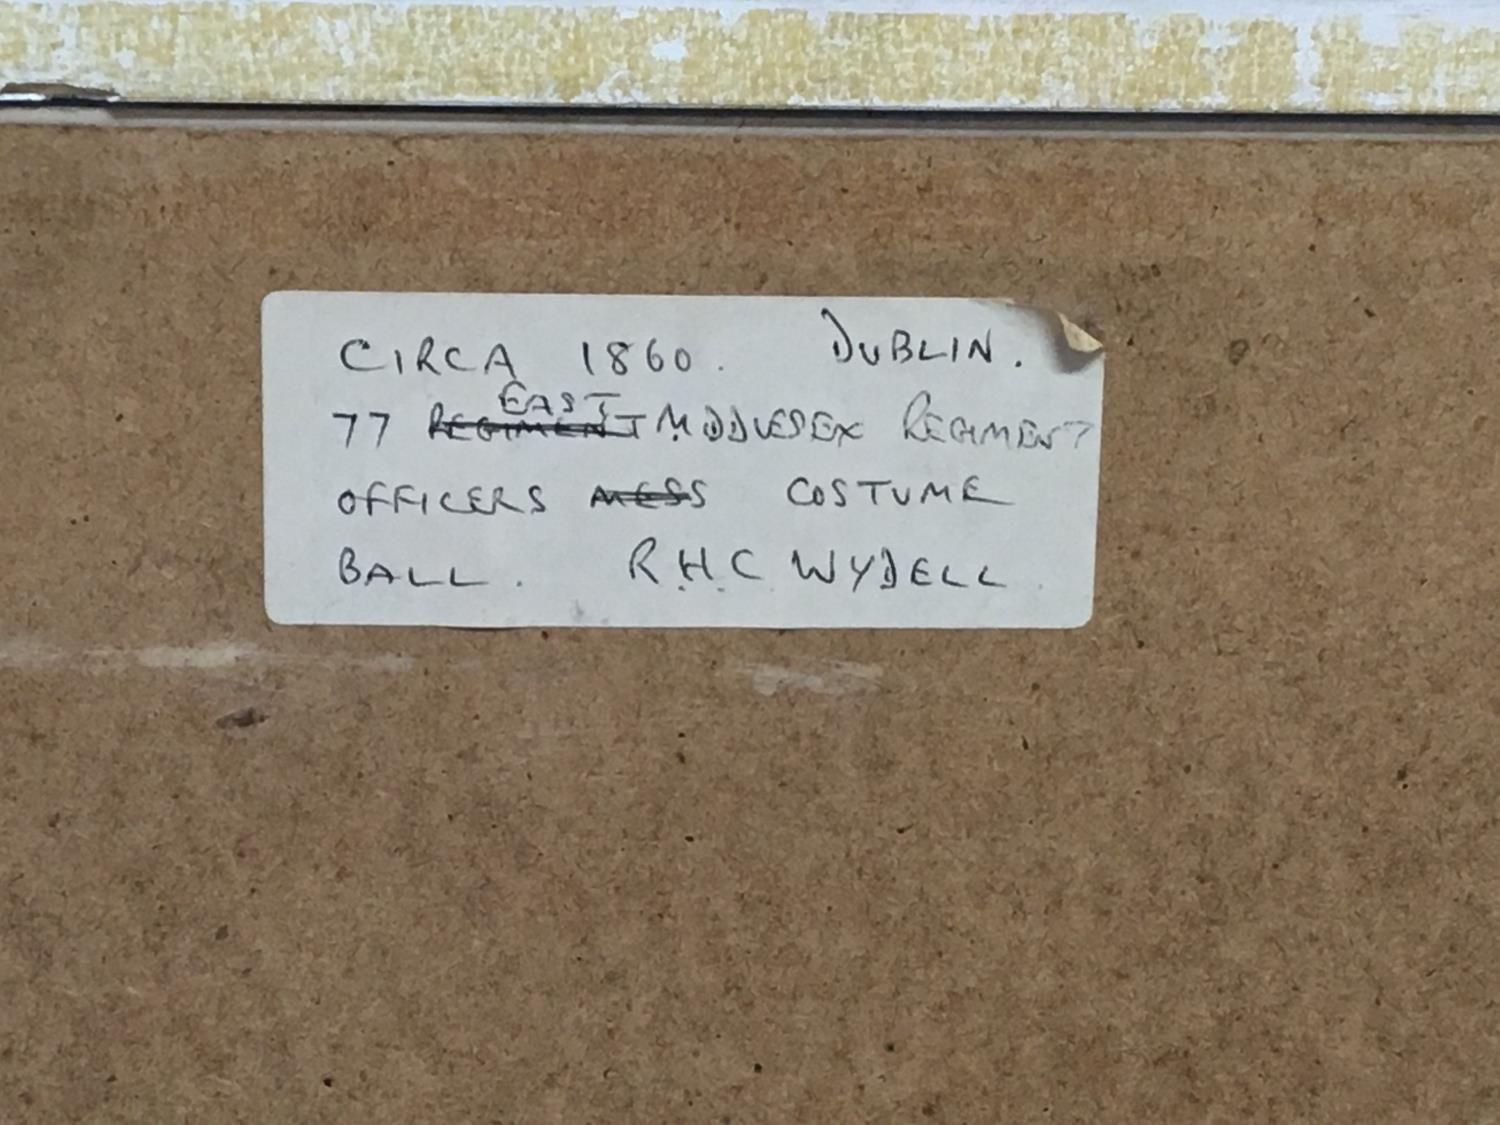 CIRCA 1860. DUBLIN.
EAST
77 REGIMENT MIDDLESEX REGIMENT
OFFICERS MESS COSTUME
BALL. R.H.C WYDELL